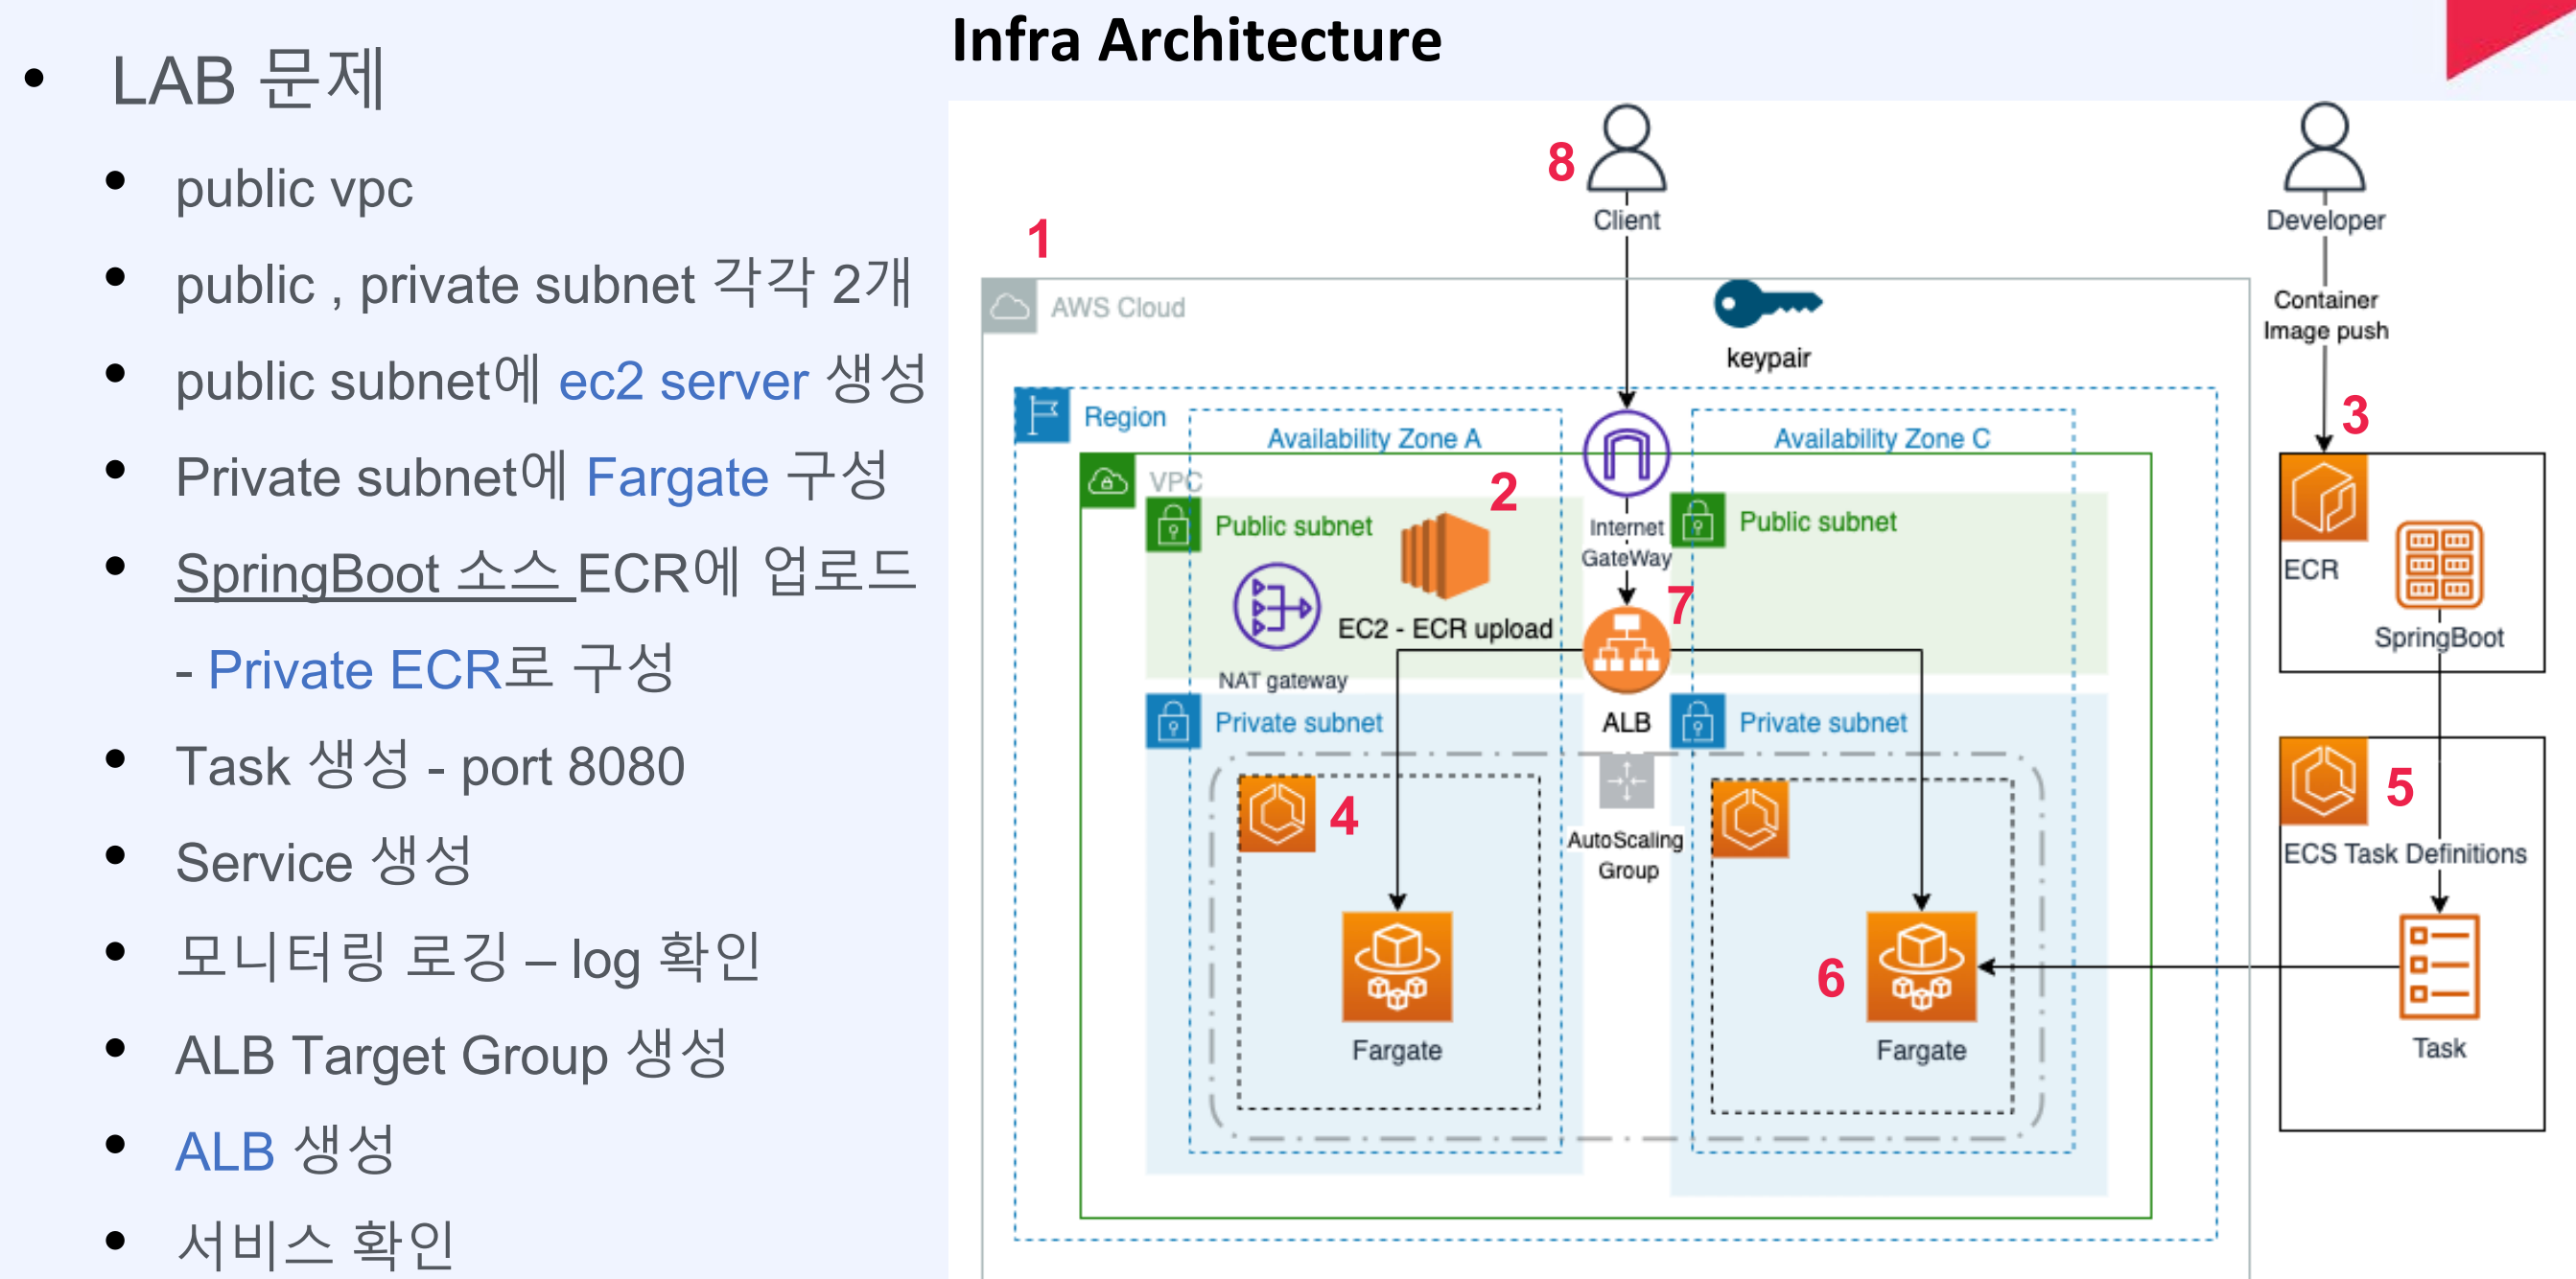 Infra Architecture
LAB 문제
public vpc
public , private subnet 각각 2개
public subnet에 ec2 server 생성
Private subnet에 Fargate 구성
SpringBoot 소스 ECR에 업로드
- Private ECR로 구성
Task 생성 - port 8080
Service 생성
모니터링 로깅 – log 확인
ALB Target Group 생성
ALB 생성
서비스 확인
8
Client
Developer
1
AWS Cloud
keypair
Container
Image push
3
Region
Availability Zone A
Availability Zone C
VPC
2
Public subnet
Internet
GateWay
Public subnet
EC2 - ECR upload
NAT gateway
7
ALB
ECR
SpringBoot
Private subnet
Private subnet
4
AutoScaling
Group
5
ECS Task Definitions
6
Fargate
Fargate
Task